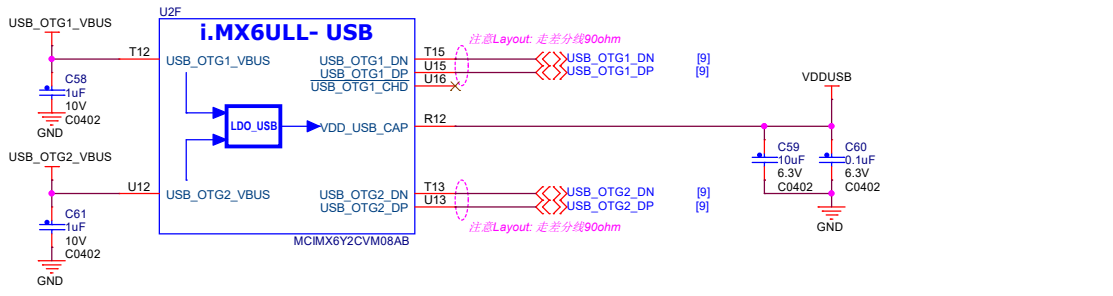 U2F
USB_OTG1_VBUS
i.MX6ULL- USB
注意Layout: 走差分线90ohm
T12
USB_OTG1_VBUS
USB_OTG1_DN
T15
USB_OTG1_DN
[9]
USB_OTG1_DP
U15
USB_OTG1_DP
[9]
USB_OTG1_CHD
U16
C58
1uF
10V
C0402
GND
VDDUSB
LDO_USB
VDD_USB_CAP
R12
C59
10uF
6.3V
C0402
C60
0.1uF
6.3V
C0402
GND
USB_OTG2_VBUS
U12
USB_OTG2_VBUS
USB_OTG2_DN
T13
USB_OTG2_DN
[9]
USB_OTG2_DP
U13
USB_OTG2_DP
[9]
注意Layout: 走差分线90ohm
C61
1uF
10V
C0402
GND
MCIMX6Y2CVM08AB